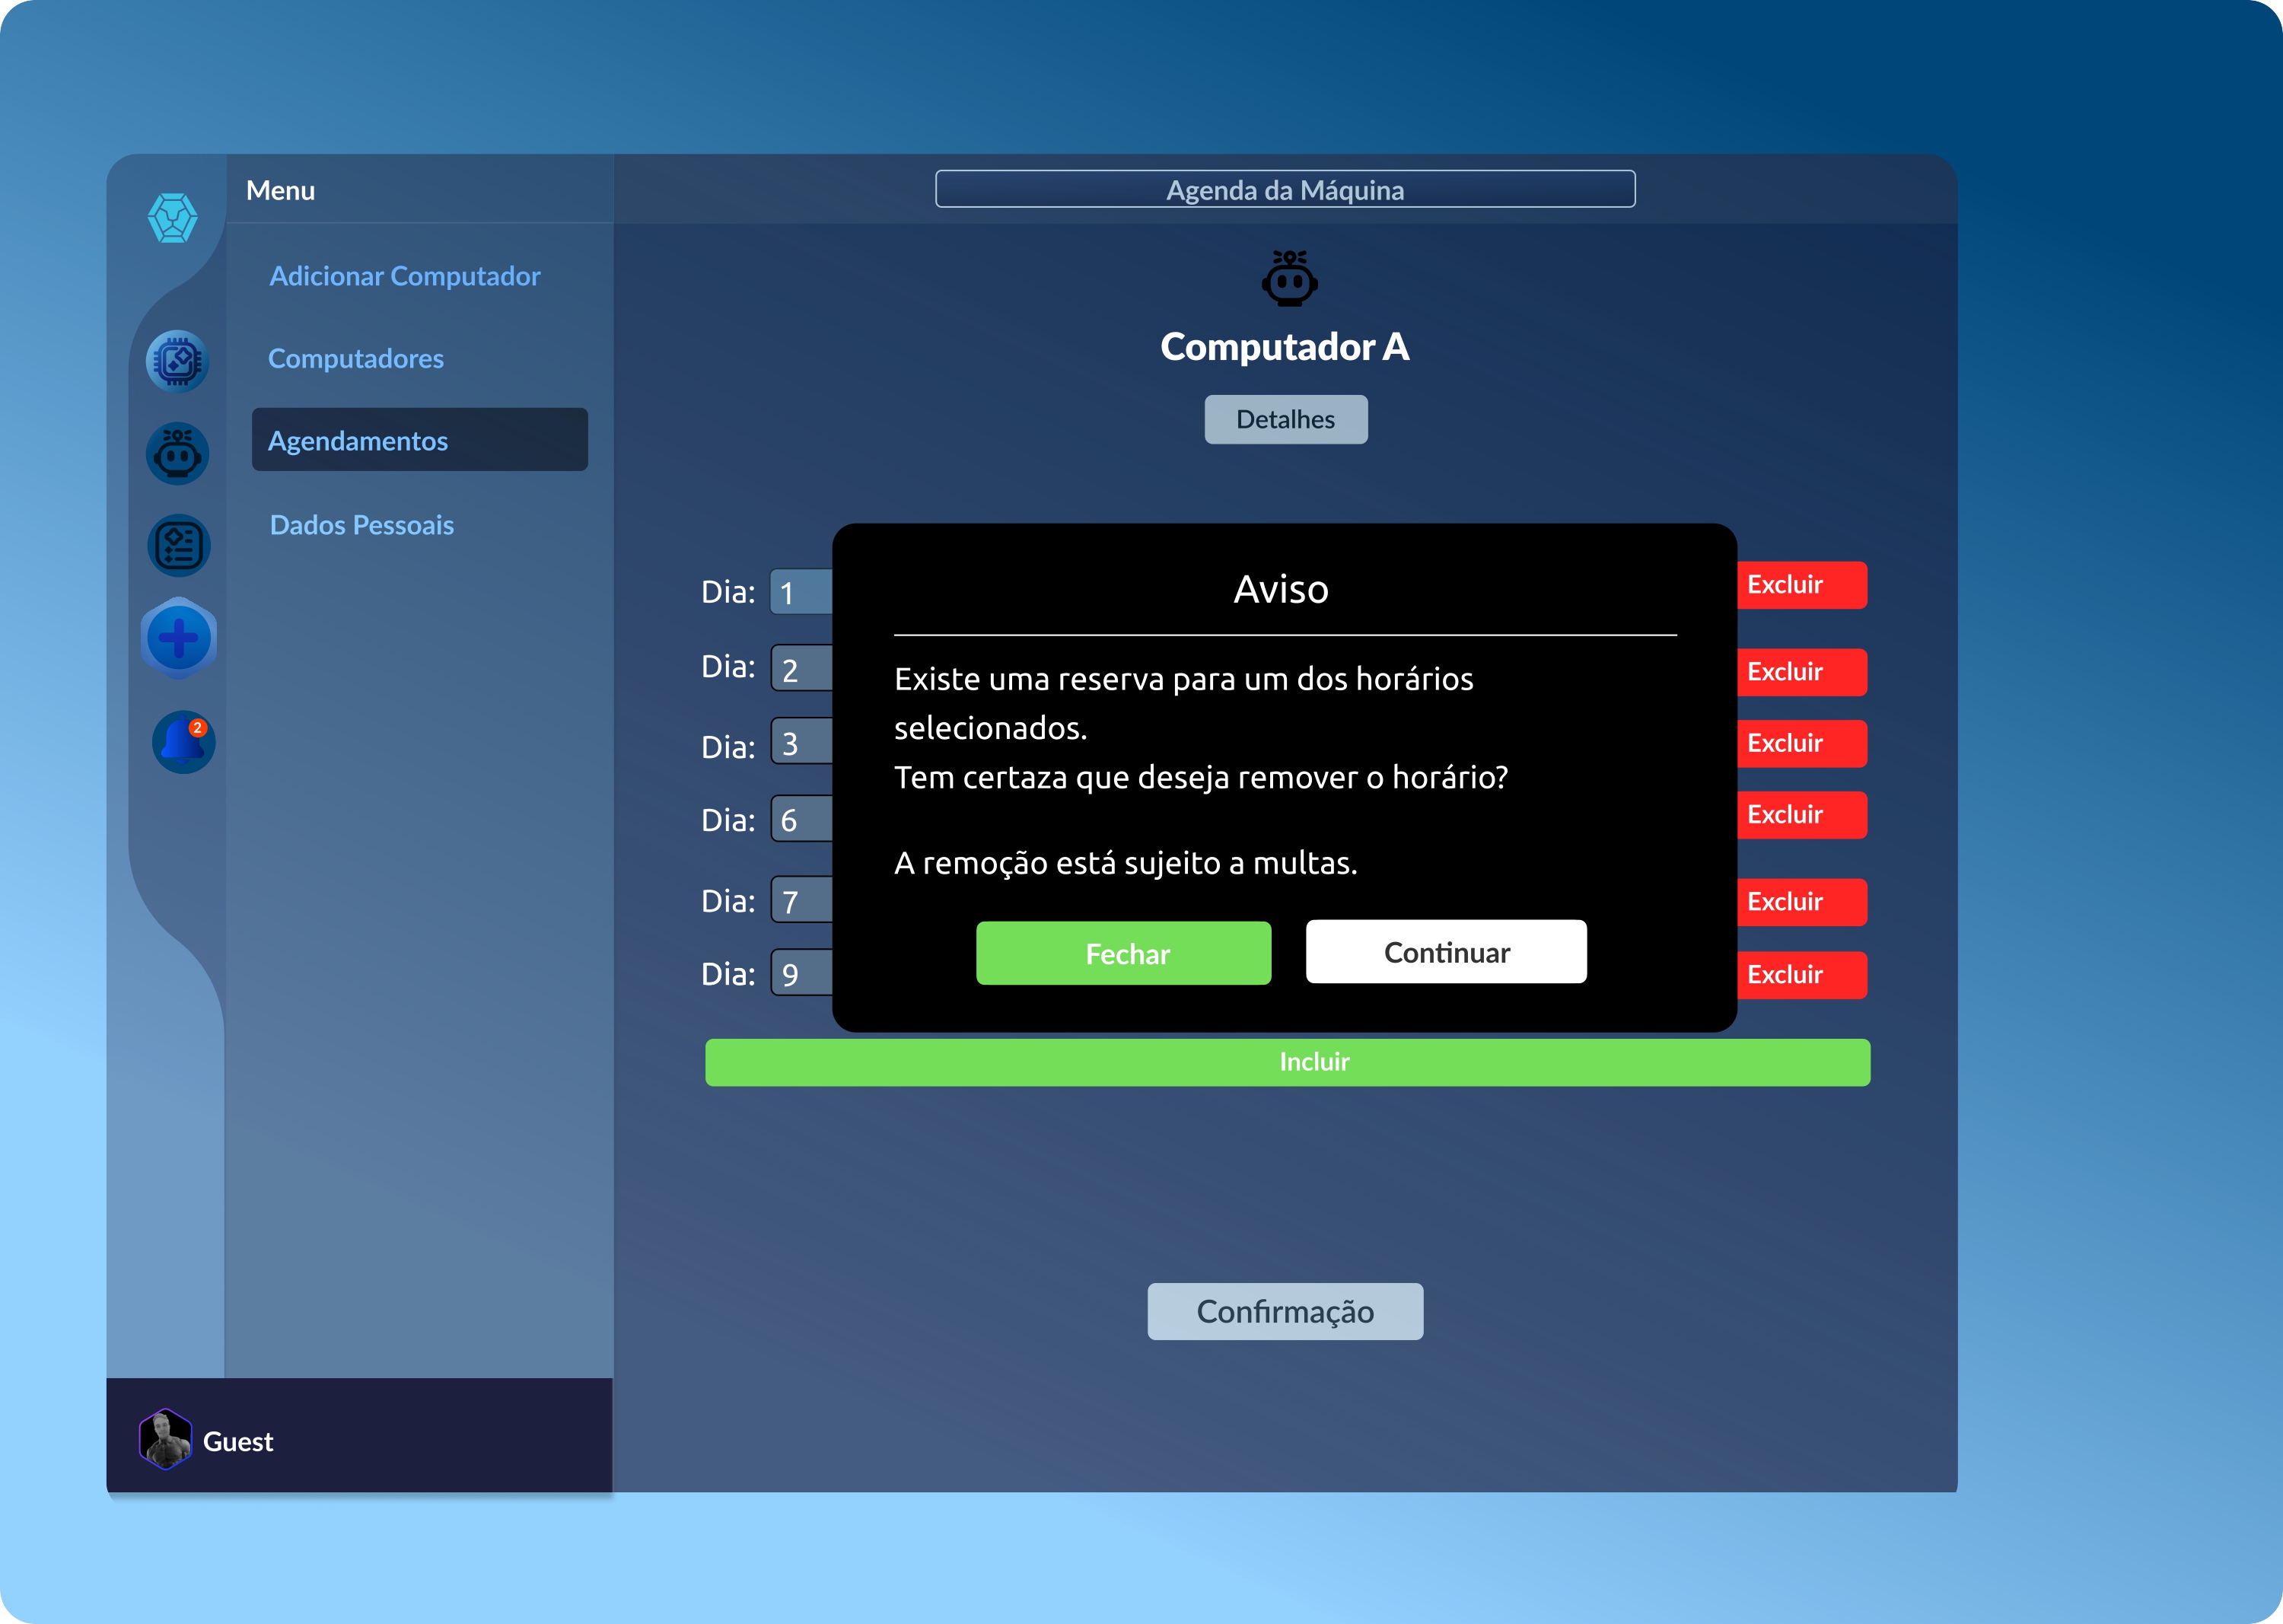 Menu
Agenda da Máquina
Adicionar Computador
Computadores
Agendamentos
Dados Pessoais
2
Guest
Computador A
Detalhes
Dia: 1
Excluir
Dia: 2
Excluir
Dia: 3
Excluir
Dia: 6
Excluir
Dia: 7
Excluir
Dia: 9
Excluir
Aviso
Existe uma reserva para um dos horários
selecionados.
Tem certaza que deseja remover o horário?
A remoção está sujeito a multas.
Fechar
Continuar
Incluir
Confirmação